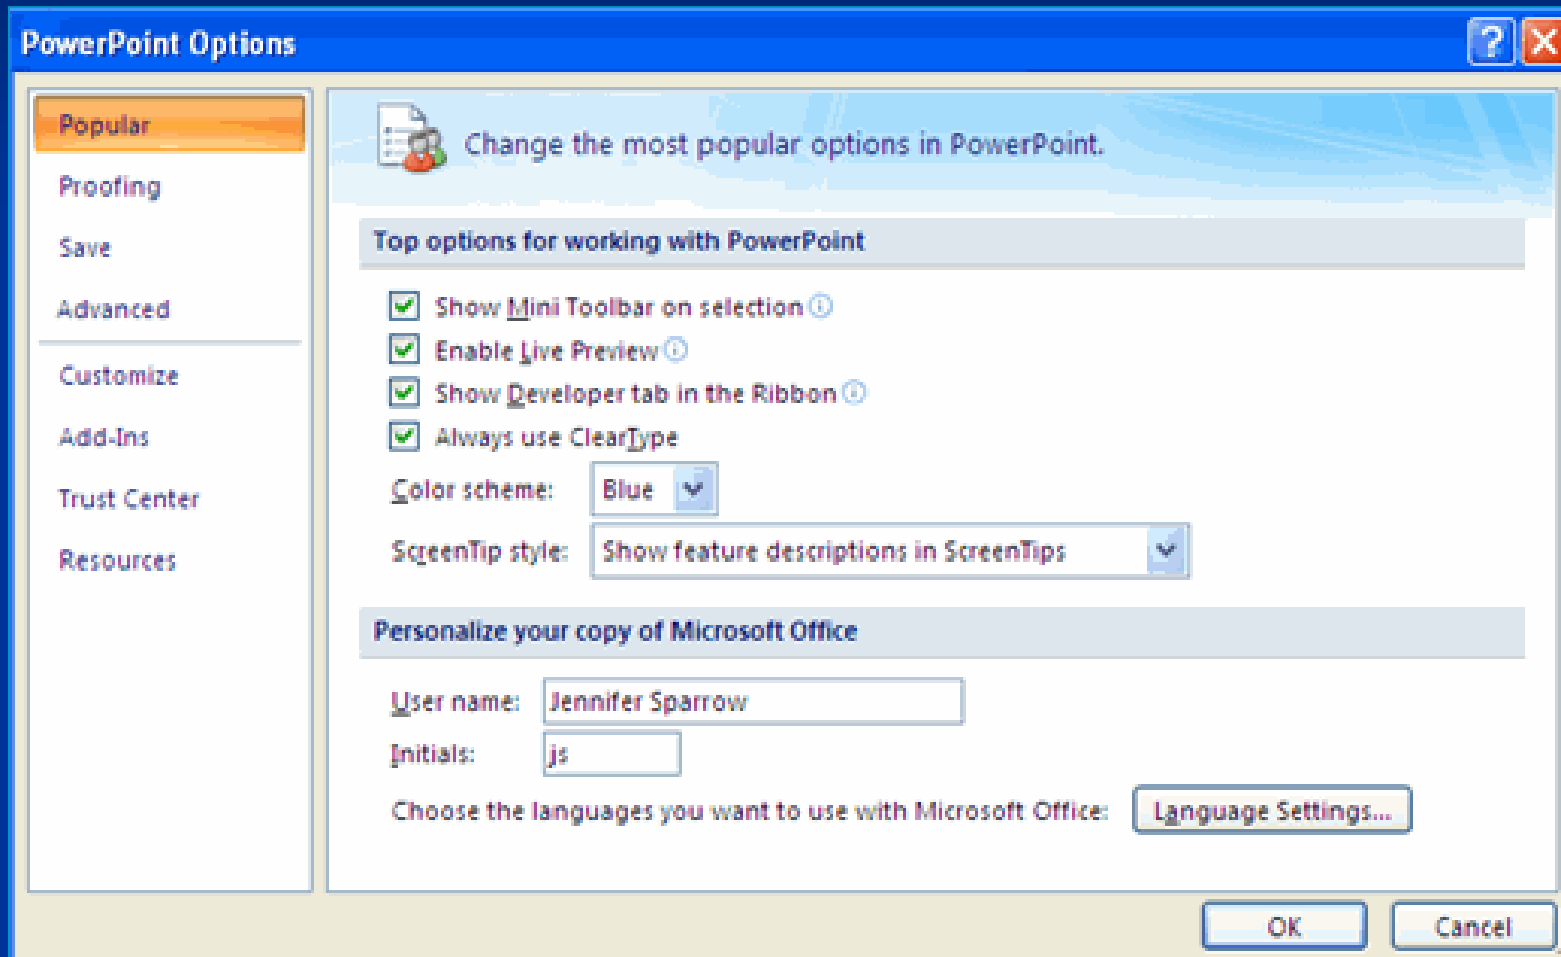 PowerPoint Options
Popular
Proofing
Save
Advanced
Customize
Add-Ins
Trust Center
Resources
Change the most popular options in PowerPoint.
Top options for working with PowerPoint
Show Mini Toolbar on selection
Enable Live Preview
Show Developer tab in the Ribbon
Always use ClearType
Color scheme: Blue
ScreenTip style: Show feature descriptions in ScreenTips
Personalize your copy of Microsoft Office
User name: Jennifer Sparrow
Initials: js
Choose the languages you want to use with Microsoft Office: Language Settings...
OK Cancel